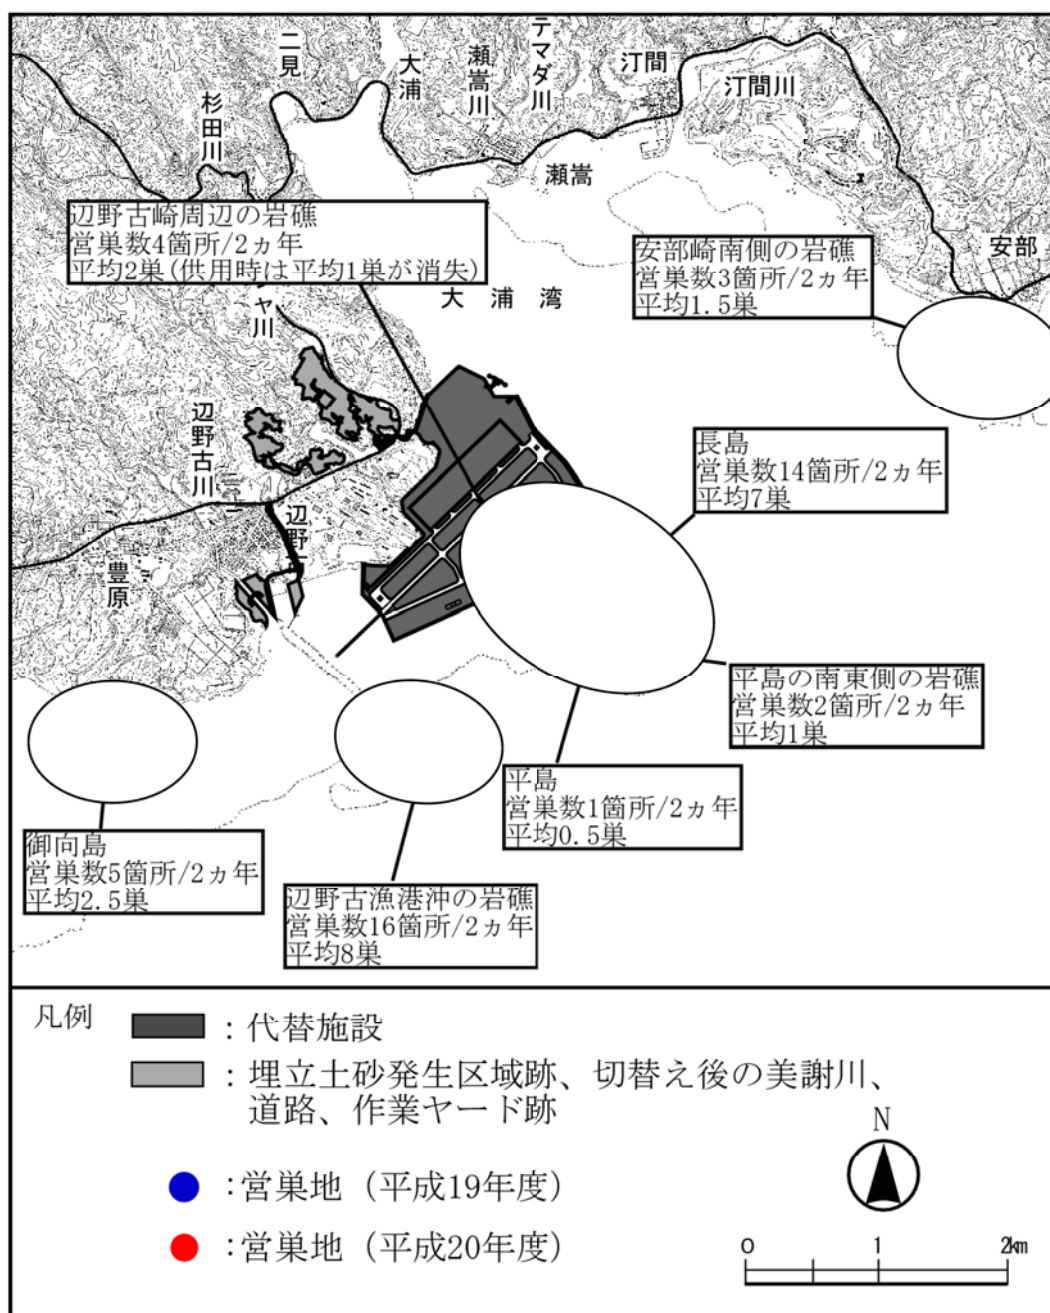 二見
大浦
瀬嵩川
テマダ川
汀間
汀間川
杉田川
瀬嵩
安部
辺野古崎周辺の岩礁
営巣数4箇所/2ヵ年
平均2巣(供用時は平均1巣が消失)
安部崎南側の岩礁
営巣数3箇所/2ヵ年
平均1.5巣
大浦湾
ャ川
辺野古川
辺野
豊原
長島
営巣数14箇所/2ヵ年
平均7巣
平島の南東側の岩礁
営巣数2箇所/2ヵ年
平均1巣
平島
営巣数1箇所/2ヵ年
平均0.5巣
御向島
営巣数5箇所/2ヵ年
平均2.5巣
辺野古漁港沖の岩礁
営巣数16箇所/2ヵ年
平均8巣
凡例
：代替施設
：埋立土砂発生区域跡、切替え後の美謝川、
道路、作業ヤード跡
：営巣地（平成19年度）
：営巣地（平成20年度）
N
0 1 2km